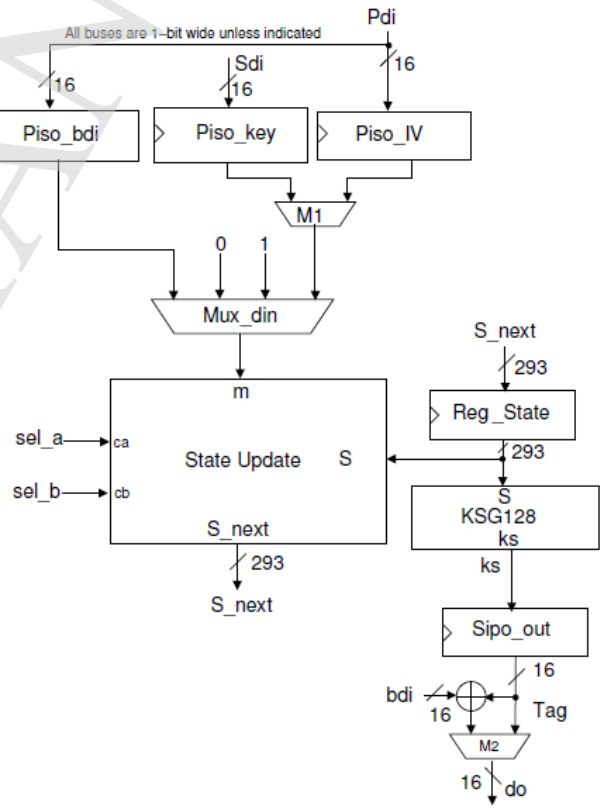 Pdi
All buses are 1-bit wide unless indicated
16
Sdi
16
16
Piso_bdi
Piso_key
Piso_IV
M1
0
1
Mux_din
S_next
293
m
Reg_State
sel_a
ca
State Update
S
293
sel_b
cb
S
KSG128
ks
S_next
293
ks
S_next
Sipo_out
16
bdi
16
Tag
M2
16
do